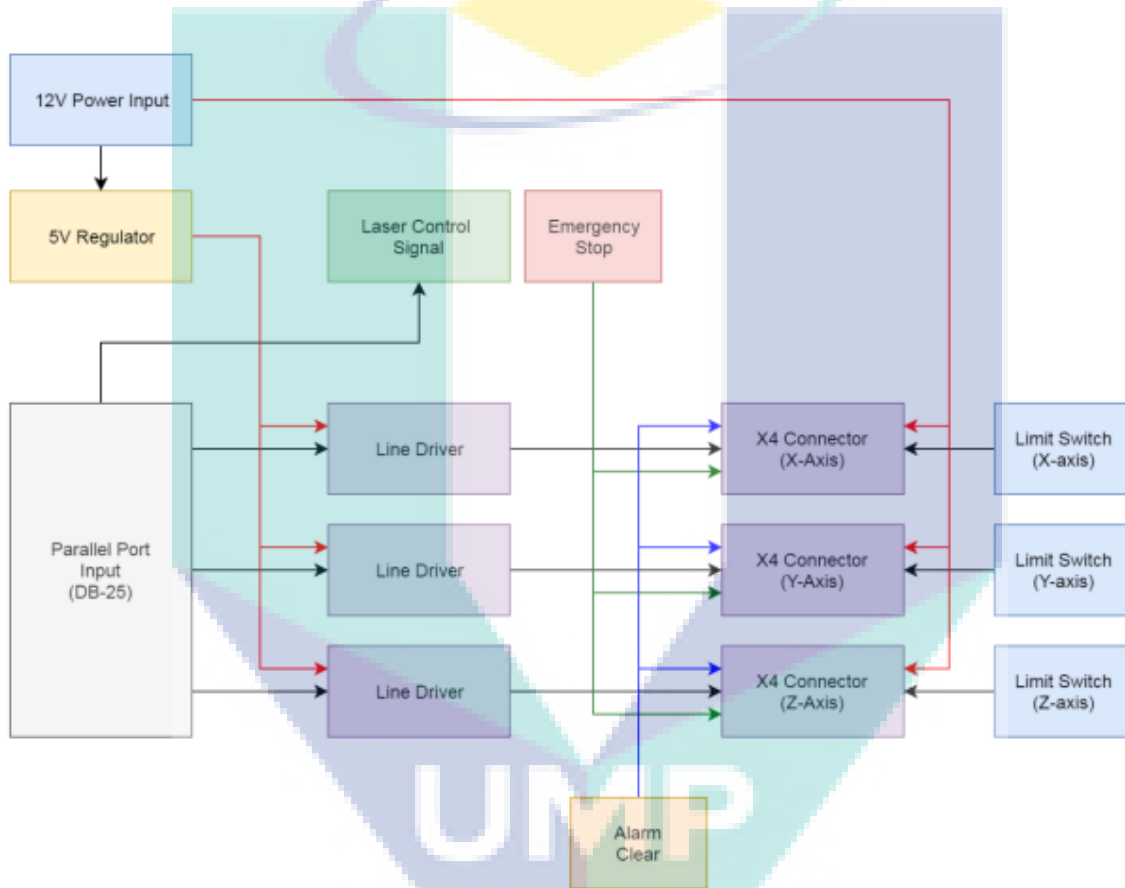 12V Power Input
5V Regulator
Laser Control
Signal
Emergency
Stop
Parallel Port
Input
(DB-25)
Line Driver
X4 Connector
(X-Axis)
Limit Switch
(X-axis)
Line Driver
X4 Connector
(Y-Axis)
Limit Switch
(Y-axis)
Line Driver
X4 Connector
(Z-Axis)
Limit Switch
(Z-axis)
UMP
Alarm
Clear